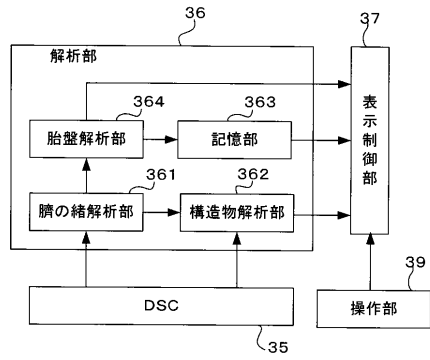 36
37
解析部
364
363
胎盤解析部
記憶部
表示制御部
361
362
臍の緒解析部
構造物解析部
39
DSC
操作部
35